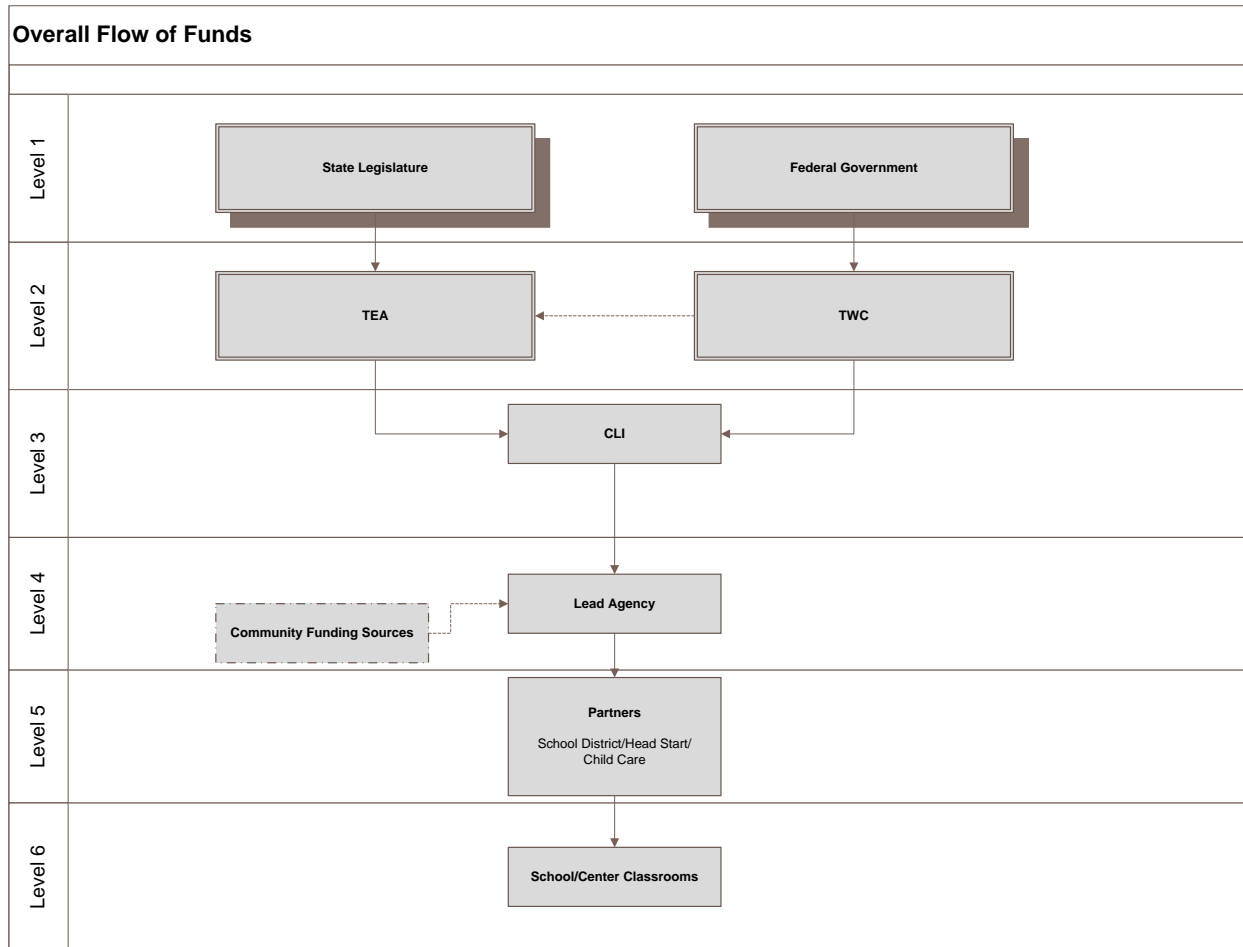 Overall Flow of Funds
Level 1
State Legislature
Federal Government
Level 2
TEA
TWC
Level 3
CLI
Level 4
Lead Agency
Community Funding Sources
Level 5
Partners
School District/Head Start/
Child Care
Level 6
School/Center Classrooms